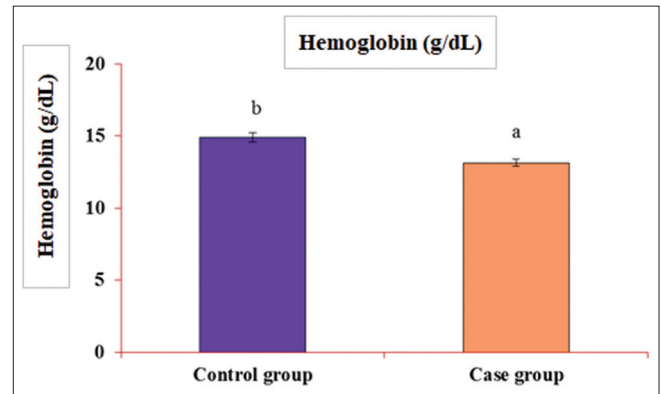 Hemoglobin (g/dL)
Hemoglobin (g/dL)
20
15
10
5
0
b
a
Control group
Case group